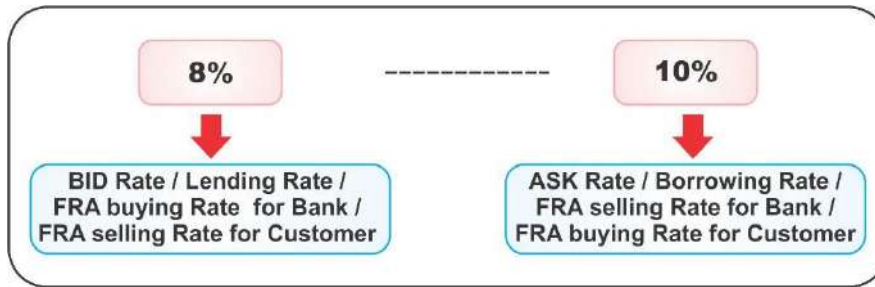 8%
------------
10%
BID Rate / Lending Rate /
FRA buying Rate for Bank /
FRA selling Rate for Customer
ASK Rate / Borrowing Rate /
FRA selling Rate for Bank /
FRA buying Rate for Customer